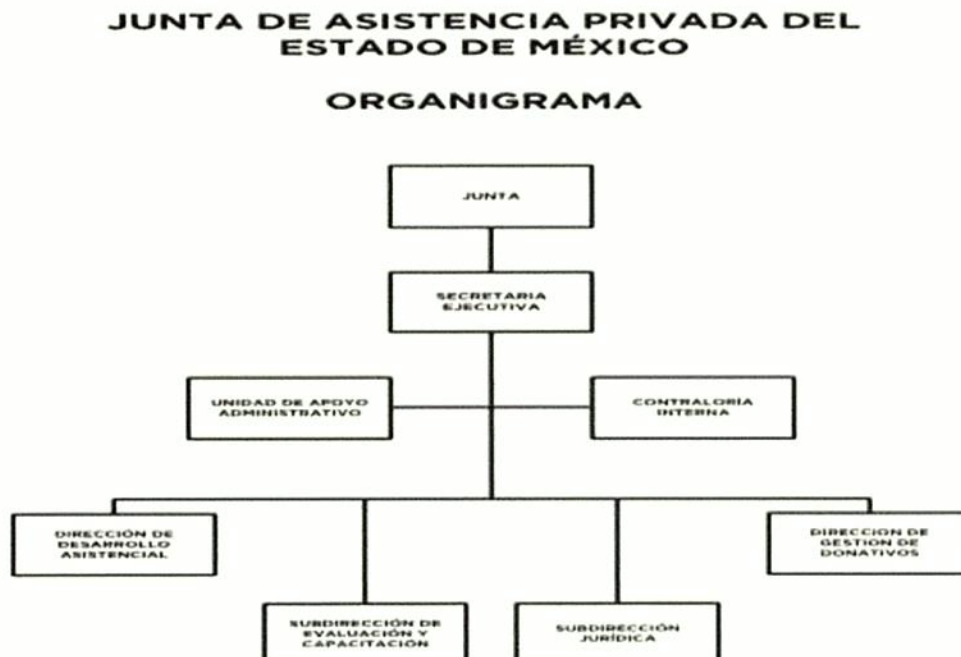 JUNTA DE ASISTENCIA PRIVADA DEL
ESTADO DE MÉXICO
ORGANIGRAMA
JUNTA
SECRETARIA
EJECUTIVA
UNIDAD DE APOYO
ADMINISTRATIVO
CONTRALORÍA
INTERNA
DIRECCIÓN DE
DESARROLLO
ASISTENCIAL
DIRECCION DE
GESTION DE
DONATIVOS
SUBDIRECCIÓN DE
EVALUACIÓN Y
CAPACITACIÓN
SUBDIRECCIÓN
JURÍDICA